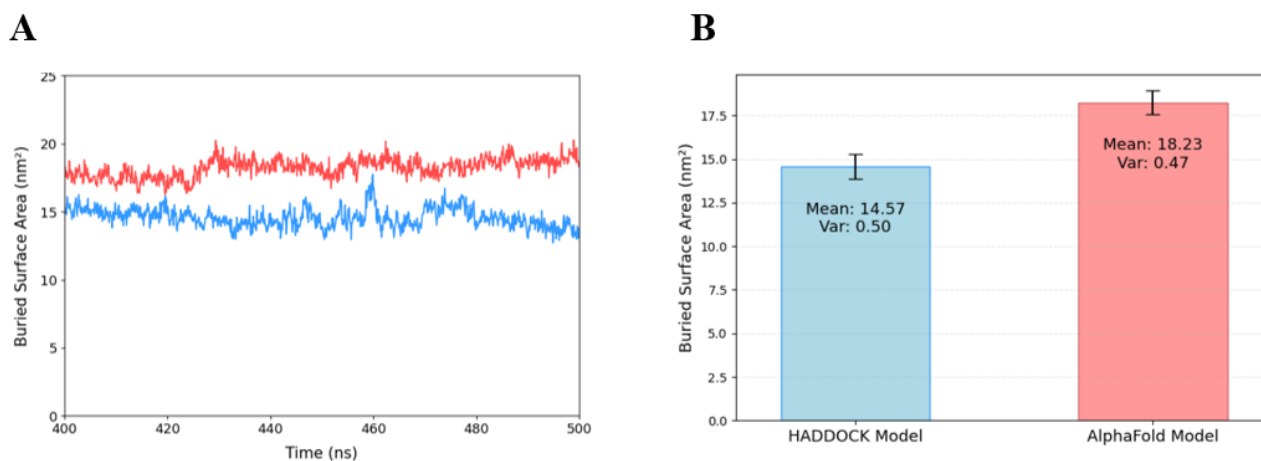 A
B
Buried Surface Area (nm²)
25
20
15
10
5
0
400
420
440
460
480
500
Time (ns)
Buried Surface Area (nm²)
17.5
15.0
12.5
10.0
7.5
5.0
2.5
0.0
Mean: 14.57
Var: 0.50
Mean: 18.23
Var: 0.47
HADDOCK Model
AlphaFold Model